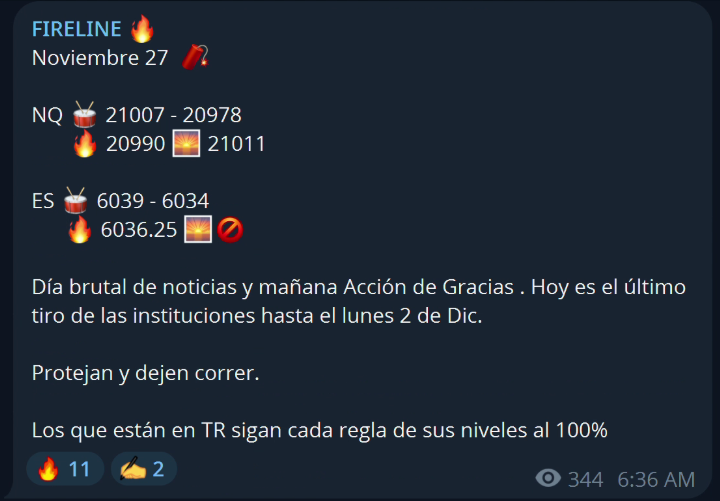 FIRELINE 🔥
Noviembre 27 🧨
NQ 🥁 21007 - 20978
🔥 20990 🌅 21011
ES 🥁 6039 - 6034
🔥 6036.25 🌅🚫
Día brutal de noticias y mañana Acción de Gracias . Hoy es el último
tiro de las instituciones hasta el lunes 2 de Dic.
Protejan y dejen correr.
Los que están en TR sigan cada regla de sus niveles al 100%
🔥 11 ✍️ 2
344 6:36 AM